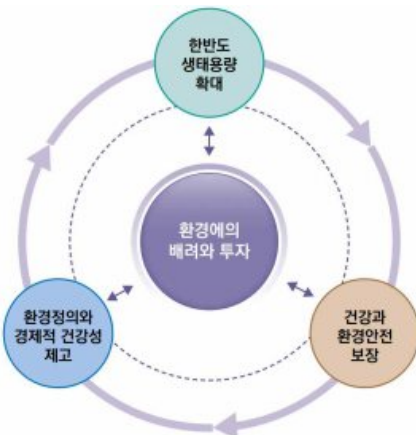 한반도
생태용량
확대
환경에의
배려와 투자
환경정의와
경제적 건강성
제고
건강과
환경안전
보장